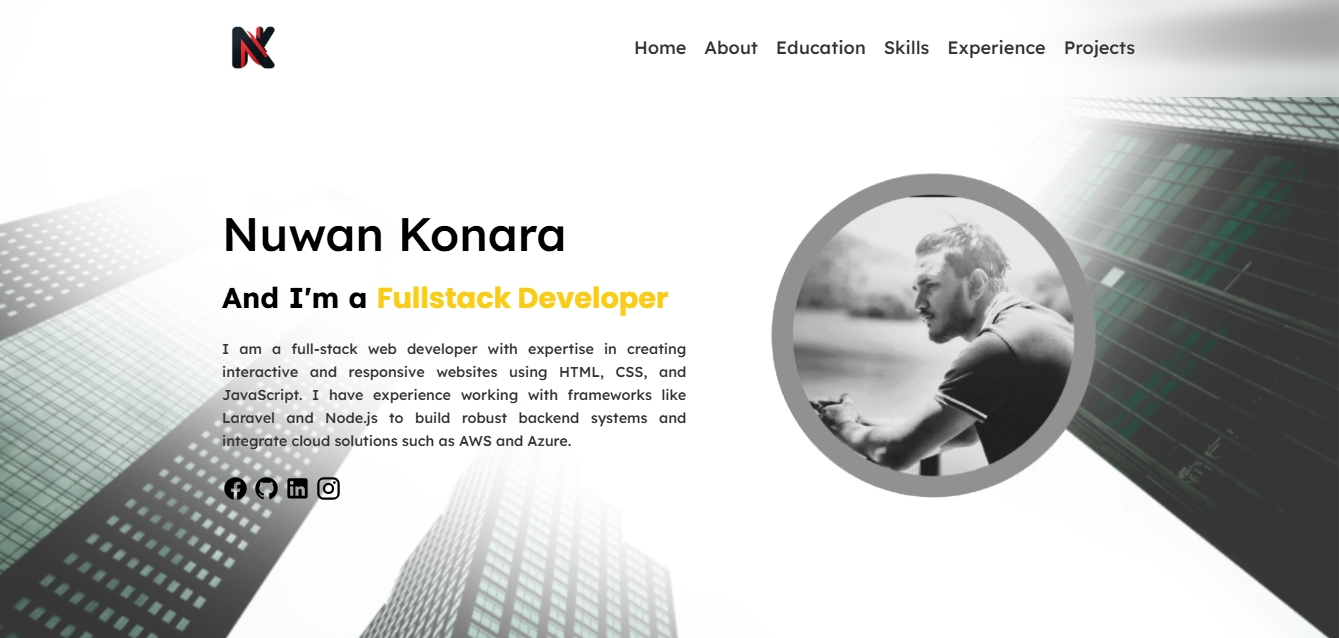 NK
Home About Education Skills Experience Projects
Nuwan Konara
And I'm a Fullstack Developer
I am a full-stack web developer with expertise in creating
interactive and responsive websites using HTML, CSS, and
JavaScript. I have experience working with frameworks like
Laravel and Node.js to build robust backend systems and
integrate cloud solutions such as AWS and Azure.
in